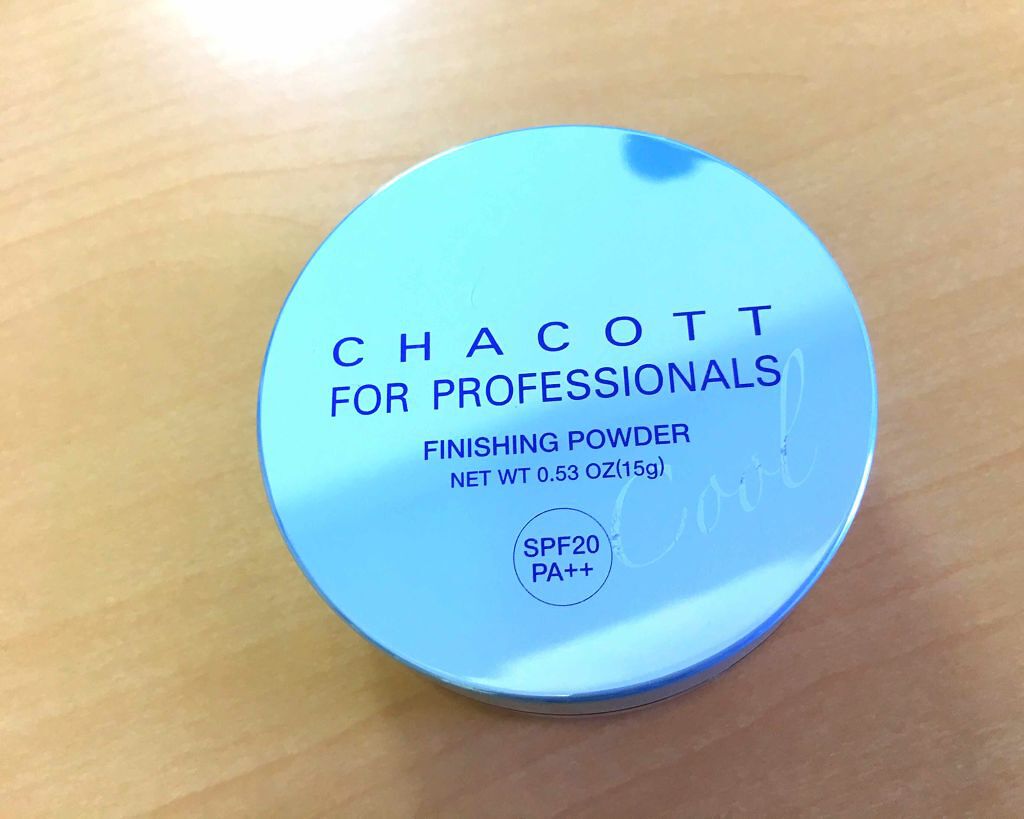 CHACOTT
FOR PROFESSIONALS
FINISHING POWDER
NET WT 0.53 OZ(15g)
Cool
SPF20
PA++